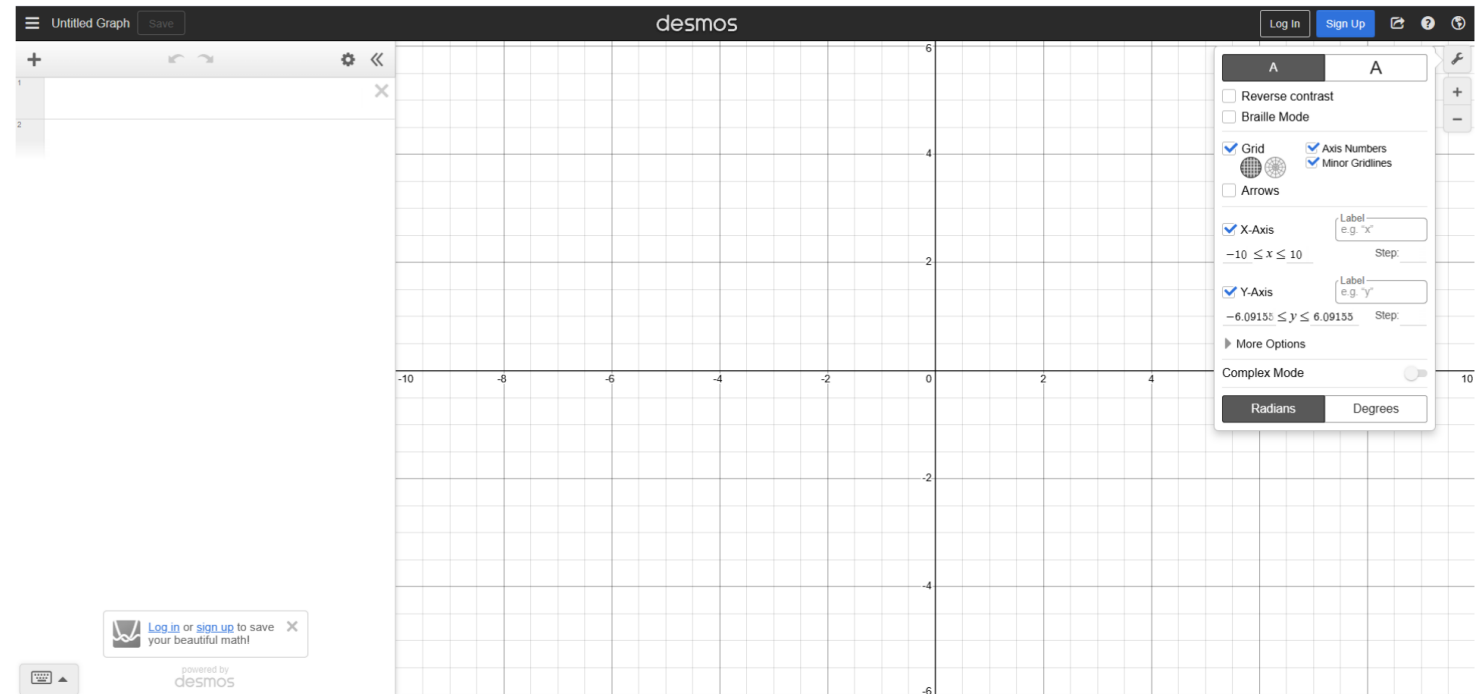 Untitled Graph Save desmos Log In Sign Up
1
2
Log in or sign up to save
your beautiful math!
powered by
desmos
6
4
2
-10 -8 -6 -4 -2 0 2 4 10
-2
-4
-6
A A
Reverse contrast
Braille Mode
Grid Axis Numbers
Minor Gridlines
Arrows
X-Axis Label
e.g. "x"
−10 ≤ x ≤ 10 Step:
Y-Axis Label
e.g. "y"
−6.09155 ≤ y ≤ 6.09155 Step:
More Options
Complex Mode
Radians Degrees